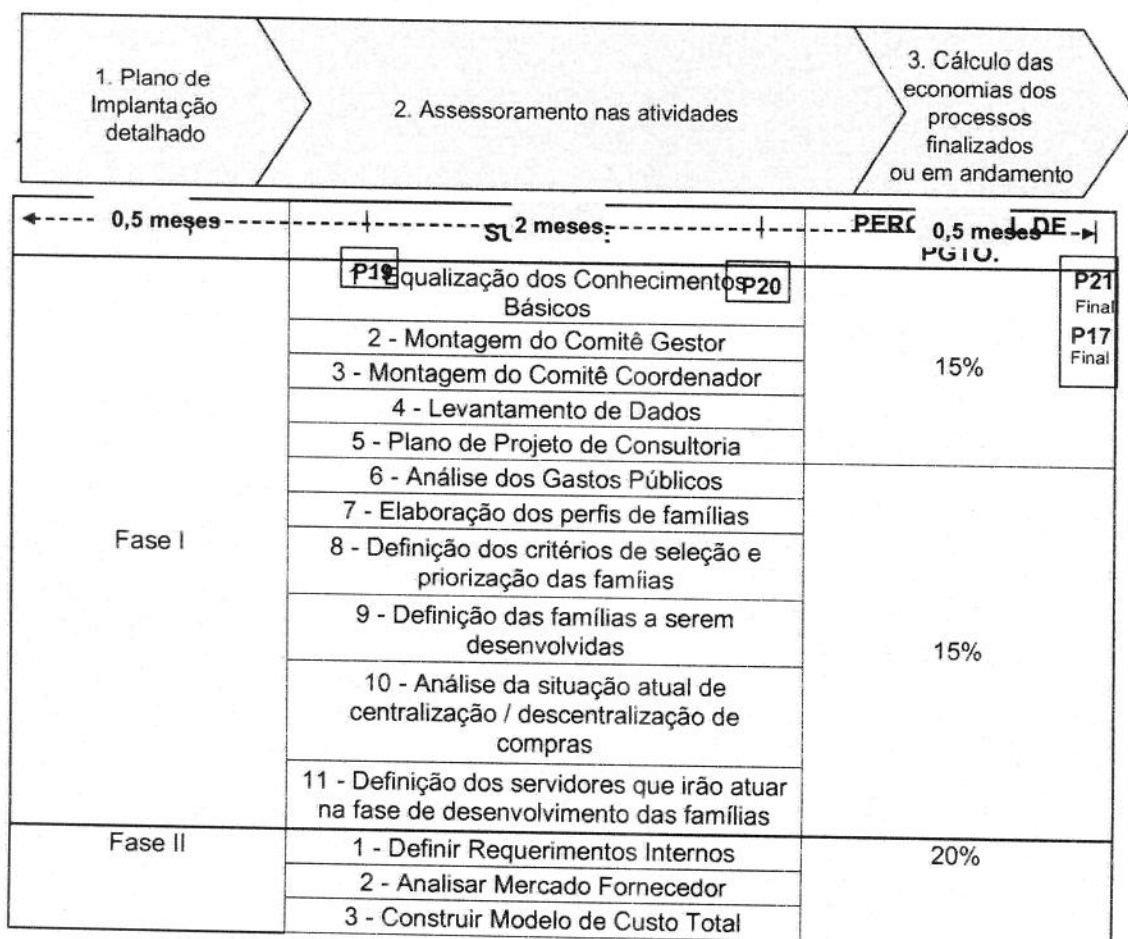 1. Plano de
Implantação
detalhado
2. Assessoramento nas atividades
3. Cálculo das
economias dos
processos
finalizados
ou em andamento
0,5 meses
2 meses
0,5 meses
DE
PGTO.
P19
P20
P21
Final
P17
Final
Fase I
Equalização dos Conhecimentos
Básicos
2 - Montagem do Comitê Gestor
3 - Montagem do Comitê Coordenador
4 - Levantamento de Dados
5 - Plano de Projeto de Consultoria
15%
6 - Análise dos Gastos Públicos
7 - Elaboração dos perfis de famílias
8 - Definição dos critérios de seleção e
priorização das famíias
9 - Definição das famílias a serem
desenvolvidas
10 - Análise da situação atual de
centralização / descentralização de
compras
11 - Definição dos servidores que irão atuar
na fase de desenvolvimento das famílias
15%
Fase II
1 - Definir Requerimentos Internos
2 - Analisar Mercado Fornecedor
3 - Construir Modelo de Custo Total
20%